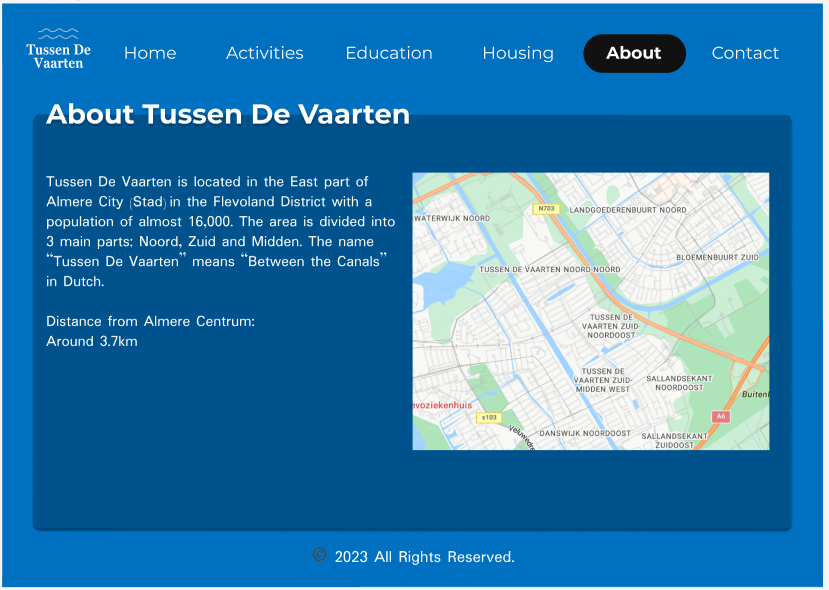 Tussen De
Vaarten
Home
Activities
Education
Housing
About
Contact
About Tussen De Vaarten
Tussen De Vaarten is located in the East part of
Almere City (Stad) in the Flevoland District with a
population of almost 16,000. The area is divided into
3 main parts; Noord, Zuid and Midden. The name
“Tussen De Vaarten” means “Between the Canals”
in Dutch.
Distance from Almere Centrum:
Around 3.7km
N703
LANDGOEDERENBUURT NOORD
WATERWIJK NOORD
BLOEMENBUURT ZUID
TUSSEN DE VAARTEN NOORD-NOORD
TUSSEN DE
VAARTEN ZUID-
NOORDOOST
TUSSEN DE
VAARTEN ZUID-
MIDDEN WEST
SALLANDSEKANT
NOORDOOST
Buiten
evoziekenhuis
s103
A6
DANSWIJK NOORDOOST
SALLANDSEKANT
ZUIDOOST
© 2023 All Rights Reserved.